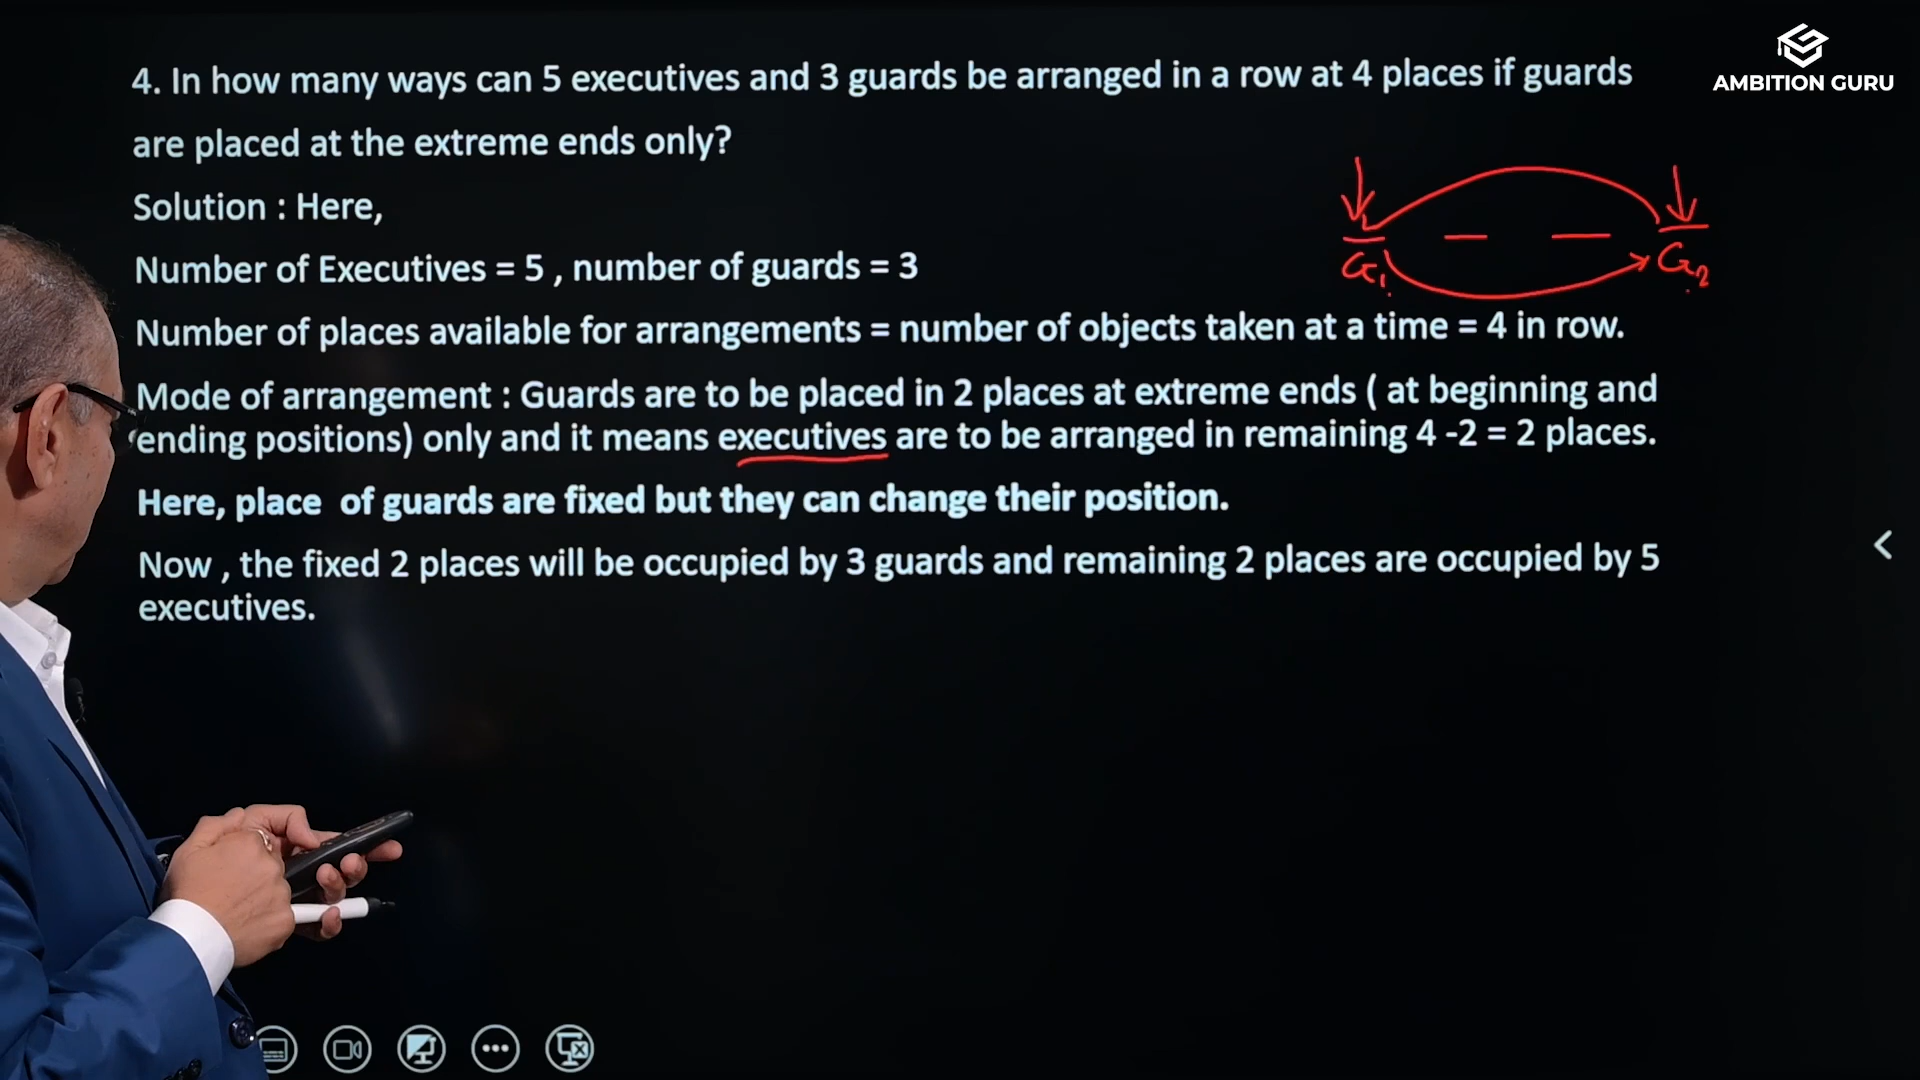 AMBITION GURU
4. In how many ways can 5 executives and 3 guards be arranged in a row at 4 places if guards
are placed at the extreme ends only?
Solution : Here,
G₁ G₂
Number of Executives = 5 , number of guards = 3
Number of places available for arrangements = number of objects taken at a time = 4 in row.
Mode of arrangement : Guards are to be placed in 2 places at extreme ends ( at beginning and
ending positions) only and it means executives are to be arranged in remaining 4 -2 = 2 places.
Here, place of guards are fixed but they can change their position.
Now , the fixed 2 places will be occupied by 3 guards and remaining 2 places are occupied by 5
executives.